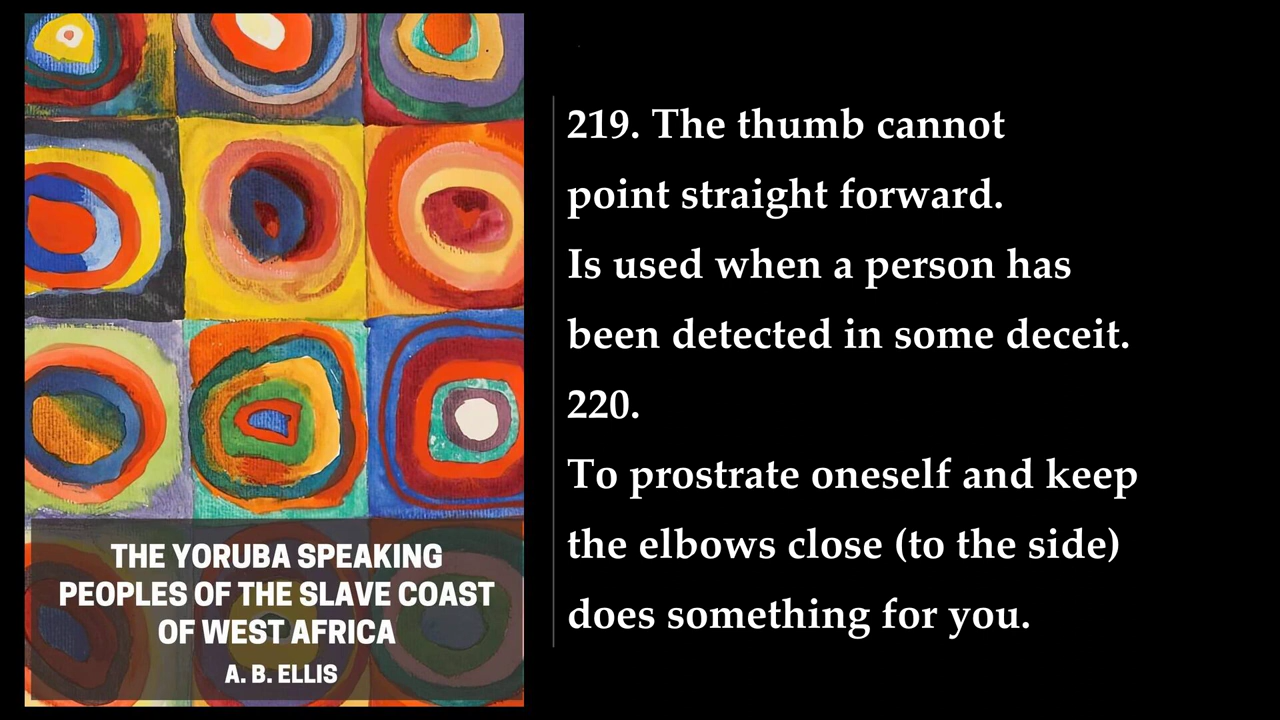 THE YORUBA SPEAKING
PEOPLES OF THE SLAVE COAST
OF WEST AFRICA
A. B. ELLIS
219. The thumb cannot
point straight forward.
Is used when a person has
been detected in some deceit.
220.
To prostrate oneself and keep
the elbows close (to the side)
does something for you.